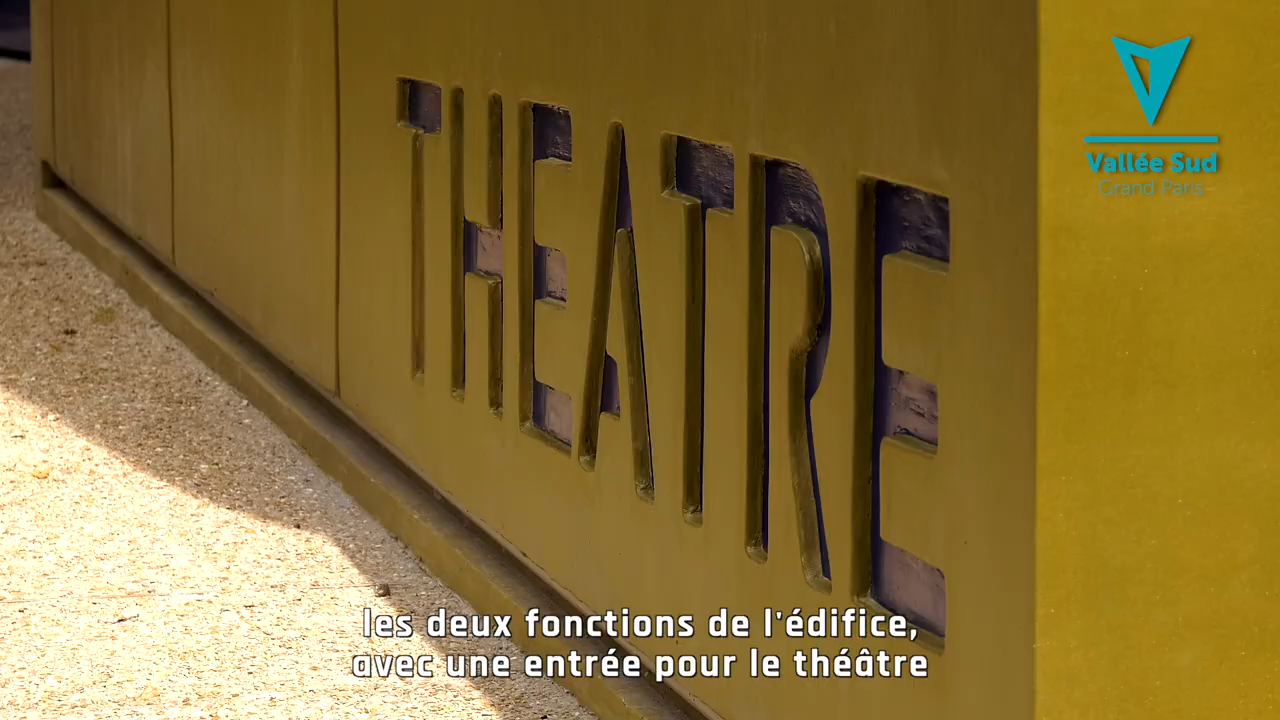 THEATRE
Vallée Sud
Grand Paris
les deux fonctions de l'édifice,
avec une entrée pour le théâtre